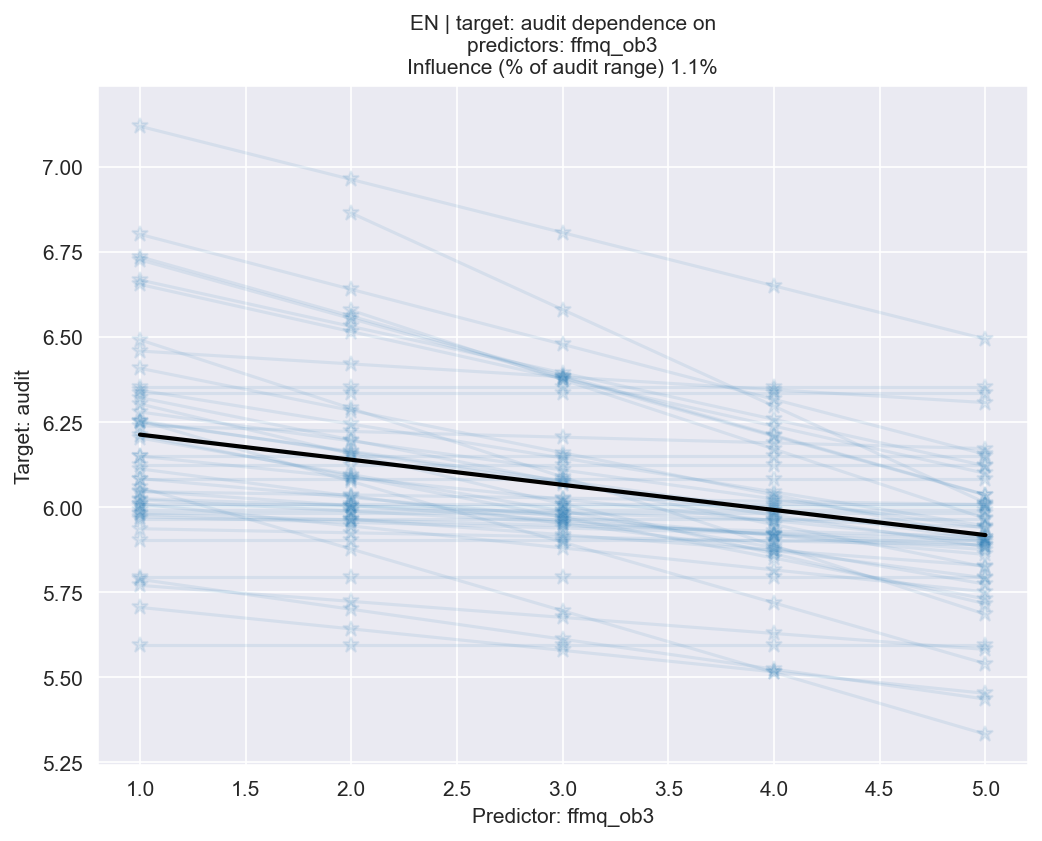 EN | target: audit dependence on
predictors: ffmq_ob3
Influence (% of audit range) 1.1%
Target: audit
7.00
6.75
6.50
6.25
6.00
5.75
5.50
5.25
1.0 1.5 2.0 2.5 3.0 3.5 4.0 4.5 5.0
Predictor: ffmq_ob3